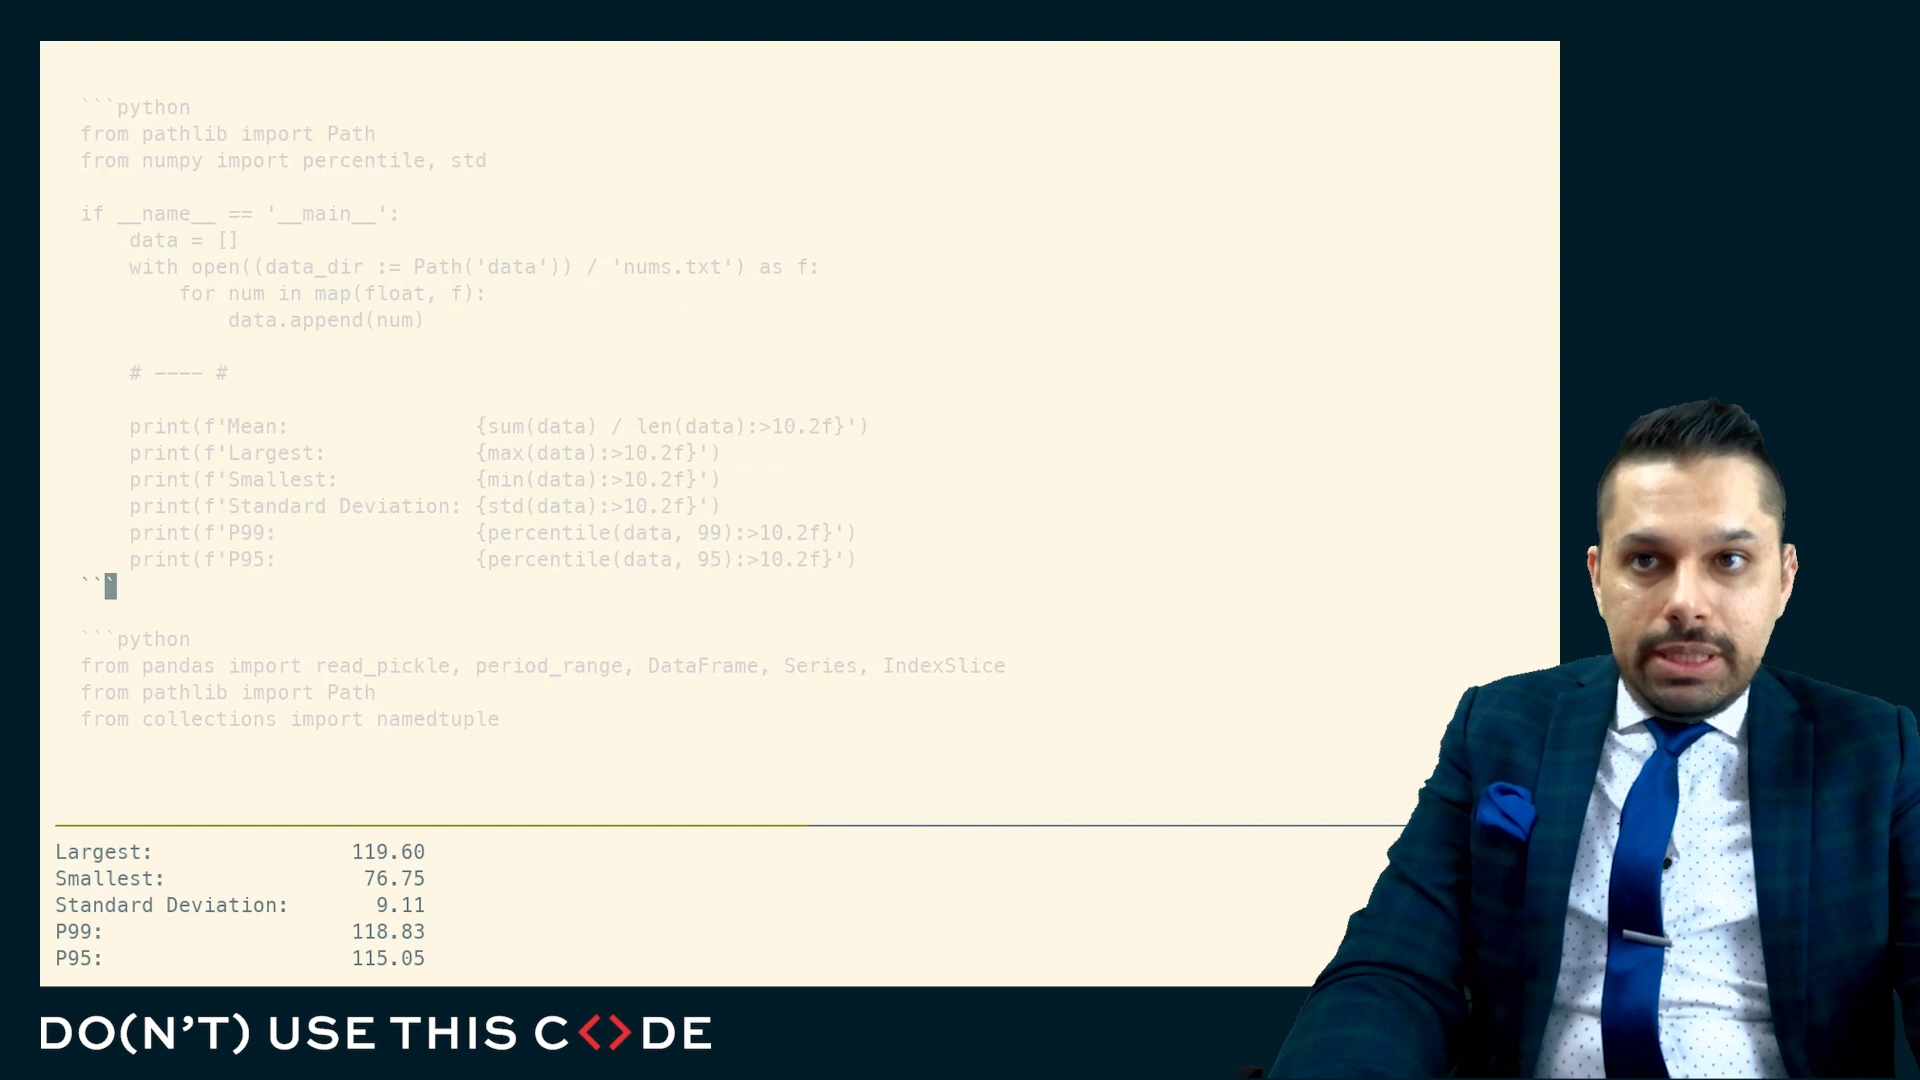 ```python
from pathlib import Path
from numpy import percentile, std

if __name__ == '__main__':
    data = []
    with open((data_dir := Path('data')) / 'nums.txt') as f:
        for num in map(float, f):
            data.append(num)

    # ---- #

    print(f'Mean:               {sum(data) / len(data):>10.2f}')
    print(f'Largest:            {max(data):>10.2f}')
    print(f'Smallest:           {min(data):>10.2f}')
    print(f'Standard Deviation: {std(data):>10.2f}')
    print(f'P99:                {percentile(data, 99):>10.2f}')
    print(f'P95:                {percentile(data, 95):>10.2f}')
```

```python
from pandas import read_pickle, period_range, DataFrame, Series, IndexSlice
from pathlib import Path
from collections import namedtuple

Largest:                119.60
Smallest:                76.75
Standard Deviation:       9.11
P99:                    118.83
P95:                    115.05
DO(N'T) USE THIS C<>DE